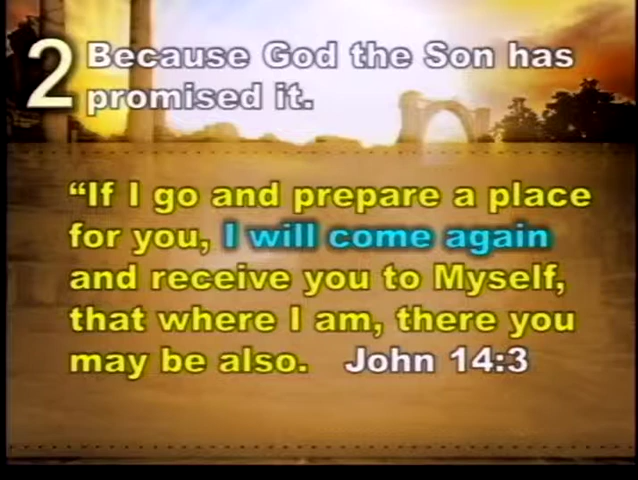 2 Because God the Son has
promised it.
“If I go and prepare a place
for you, I will come again
and receive you to Myself,
that where I am, there you
may be also. John 14:3